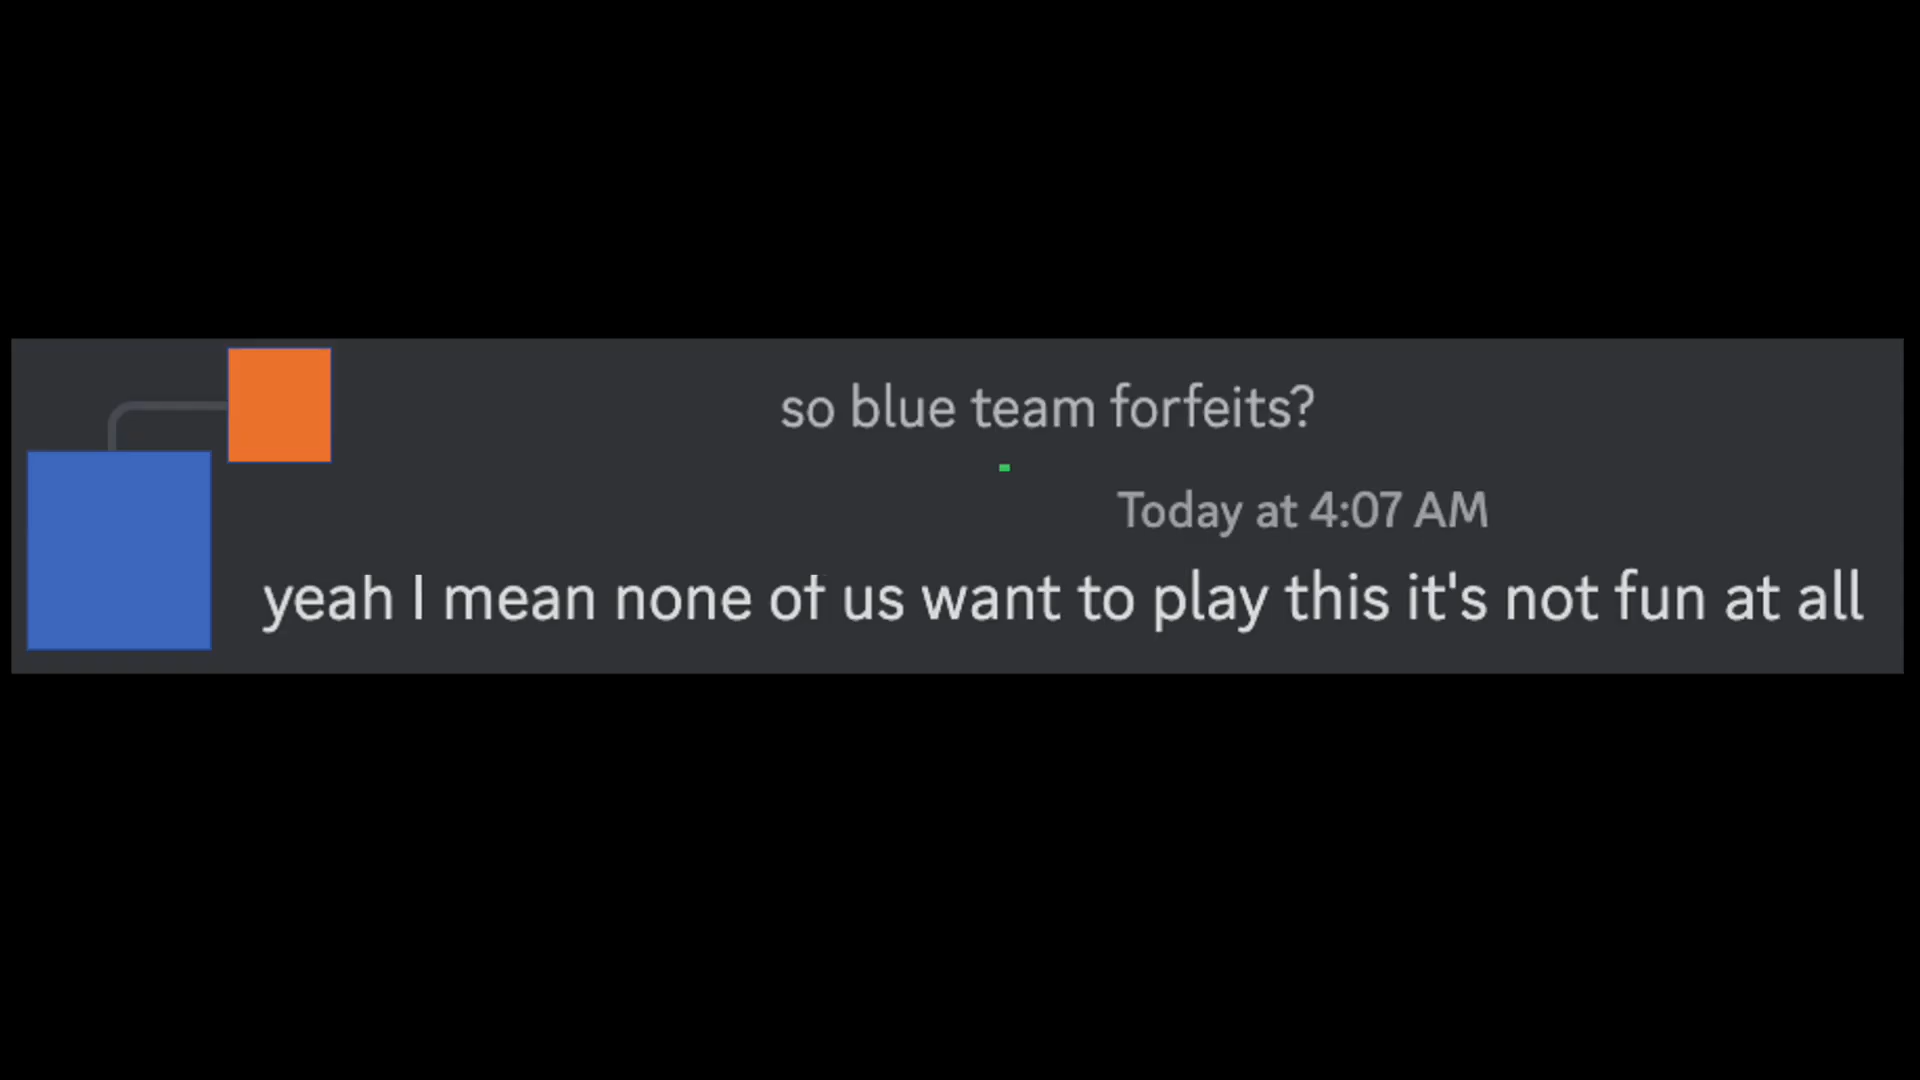 so blue team forfeits?
Today at 4:07 AM
yeah I mean none of us want to play this it's not fun at all